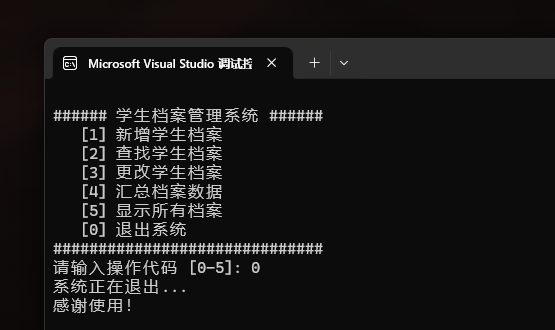 Microsoft Visual Studio 调试控
###### 学生档案管理系统 ######
[1] 新增学生档案
[2] 查找学生档案
[3] 更改学生档案
[4] 汇总档案数据
[5] 显示所有档案
[0] 退出系统
##############################
请输入操作代码 [0-5]: 0
系统正在退出...
感谢使用!